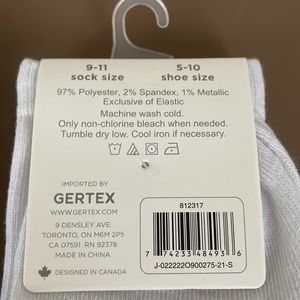 9-11 5-10
sock size shoe size
97% Polyester, 2% Spandex, 1% Metallic
Exclusive of Elastic
Machine wash cold.
Only non-chlorine bleach when needed.
Tumble dry low. Cool iron if necessary.
IMPORTED BY
GERTEX
WWW.GERTEX.COM
9 DENSLEY AVE.
TORONTO, ON M6M 2P5
CA 07591 RN 92378
DESIGNED IN CANADA
812317
7 74233 48493 6
J-022222O900275-21-S
MADE IN CHINA